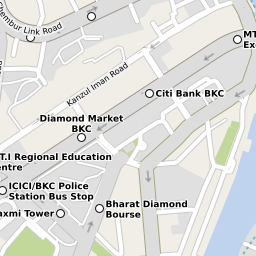 Chembur Link Road
MT
Ex
Kanzul Iman Road
Citi Bank BKC
Diamond Market
BKC
T.I Regional Education
entre
ICICI/BKC Police
Station Bus Stop
axmi Tower
Bharat Diamond
Bourse